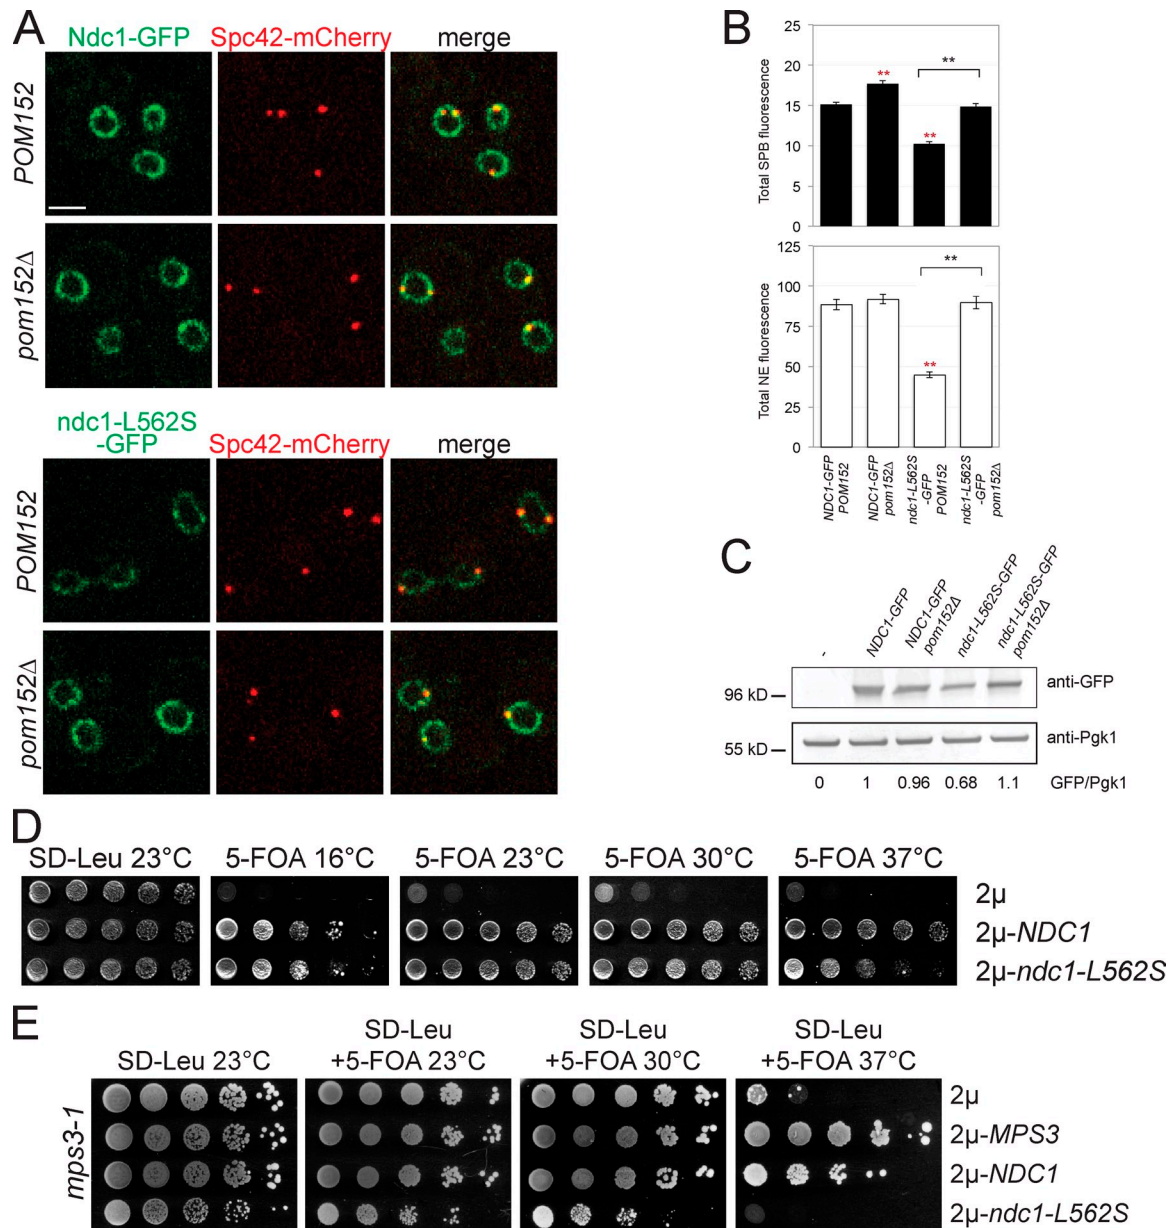 A
Ndc1-GFP Spc42-mCherry merge
POM152
pom152Δ
ndc1-L562S
-GFP Spc42-mCherry merge
POM152
pom152Δ
B
Total SPB fluorescence
25
20
15
10
5
0
**
**
**
Total NE fluorescence
125
100
75
50
25
0
**
**
NDC1-GFP
POM152
NDC1-GFP
pom152Δ
ndc1-L562S
-GFP
POM152
ndc1-L562S
-GFP
pom152Δ
C
-
NDC1-GFP
NDC1-GFP
pom152Δ
ndc1-L562S-GFP
ndc1-L562S-GFP
pom152Δ
96 kD
anti-GFP
55 kD
anti-Pgk1
0 1 0.96 0.68 1.1 GFP/Pgk1
D
SD-Leu 23°C 5-FOA 16°C 5-FOA 23°C 5-FOA 30°C 5-FOA 37°C
2μ
2μ-NDC1
2μ-ndc1-L562S
E
SD-Leu 23°C
SD-Leu
+5-FOA 23°C
SD-Leu
+5-FOA 30°C
SD-Leu
+5-FOA 37°C
mps3-1
2μ
2μ-MPS3
2μ-NDC1
2μ-ndc1-L562S